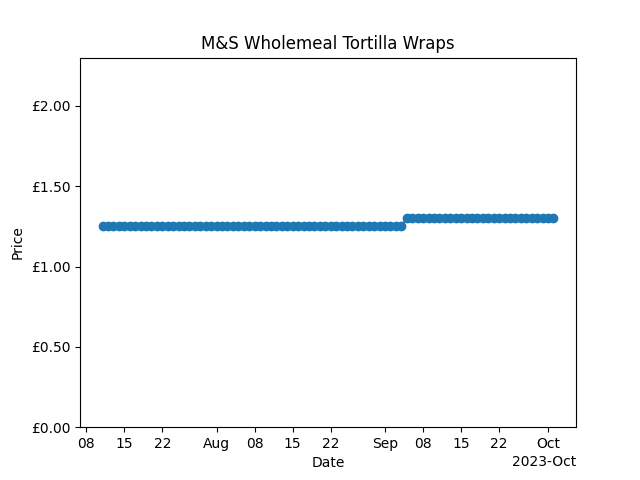 M&S Wholemeal Tortilla Wraps
£2.00
£1.50
£1.00
£0.50
£0.00
Price
08 15 22 Aug 08 15 22 Sep 08 15 22 Oct
Date
2023-Oct